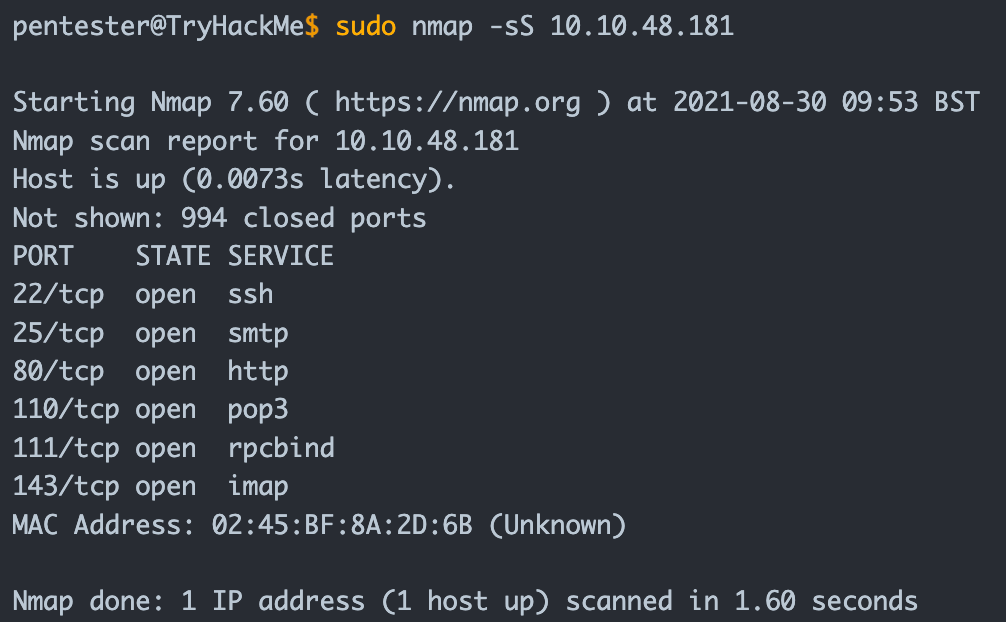 pentester@TryHackMe$ sudo nmap -sS 10.10.48.181
Starting Nmap 7.60 ( https://nmap.org ) at 2021-08-30 09:53 BST
Nmap scan report for 10.10.48.181
Host is up (0.0073s latency).
Not shown: 994 closed ports
PORT    STATE SERVICE
22/tcp  open  ssh
25/tcp  open  smtp
80/tcp  open  http
110/tcp open  pop3
111/tcp open  rpcbind
143/tcp open  imap
MAC Address: 02:45:BF:8A:2D:6B (Unknown)
Nmap done: 1 IP address (1 host up) scanned in 1.60 seconds